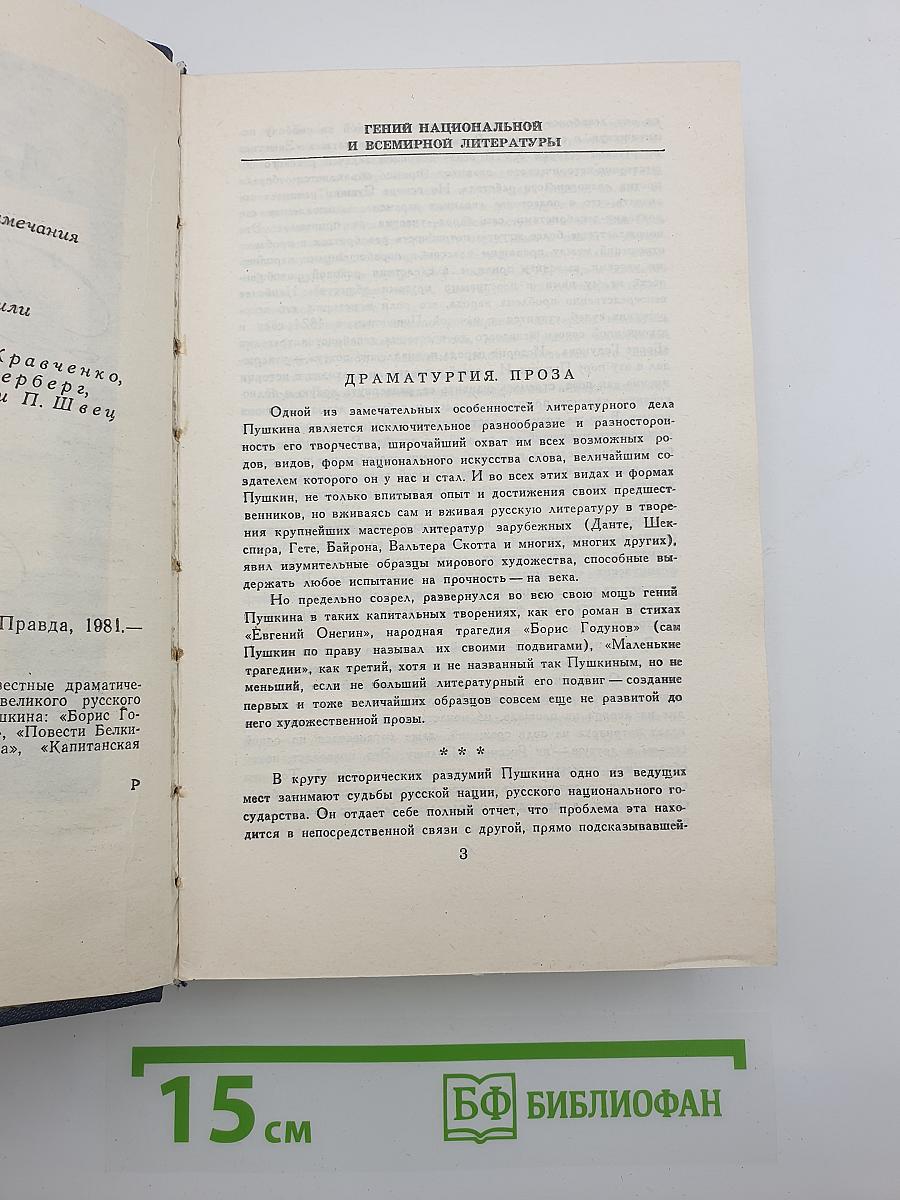 мечания
или
Кравченко,
ерберг,
и П. Швец
Правда, 1981.—
вестные драматиче-
великого русского
шкина: «Борис Го-
», «Повести Белки-
а», «Капитанская
Р
ГЕНИЙ НАЦИОНАЛЬНОЙ
И ВСЕМИРНОЙ ЛИТЕРАТУРЫ
ДРАМАТУРГИЯ. ПРОЗА
Одной из замечательных особенностей литературного дела
Пушкина является исключительное разнообразие и разносторон-
ность его творчества, широчайший охват им всех возможных ро-
дов, видов, форм национального искусства слова, величайшим со-
здателем которого он у нас и стал. И во всех этих видах и формах
Пушкин, не только впитывая опыт и достижения своих предшест-
венников, но вживаясь сам и вживая русскую литературу в творе-
ния крупнейших мастеров литератур зарубежных (Данте, Шек-
спира, Гете, Байрона, Вальтера Скотта и многих, многих других),
явил изумительные образцы мирового художества, способные вы-
держать любое испытание на прочность — на века.
Но предельно созрел, развернулся во всю свою мощь гений
Пушкина в таких капитальных творениях, как его роман в стихах
«Евгений Онегин», народная трагедия «Борис Годунов» (сам
Пушкин по праву называл их своими подвигами), «Маленькие
трагедии», как третий, хотя и не названный так Пушкиным, но не
меньший, если не больший литературный его подвиг — создание
первых и тоже величайших образцов совсем еще не развитой до
него художественной прозы.
* * *
В кругу исторических раздумий Пушкина одно из ведущих
мест занимают судьбы русской нации, русского национального го-
сударства. Он отдает себе полный отчет, что проблема эта нахо-
дится в непосредственной связи с другой, прямо подсказывавшей-
3
15 см
БФ БИБЛИОФАН